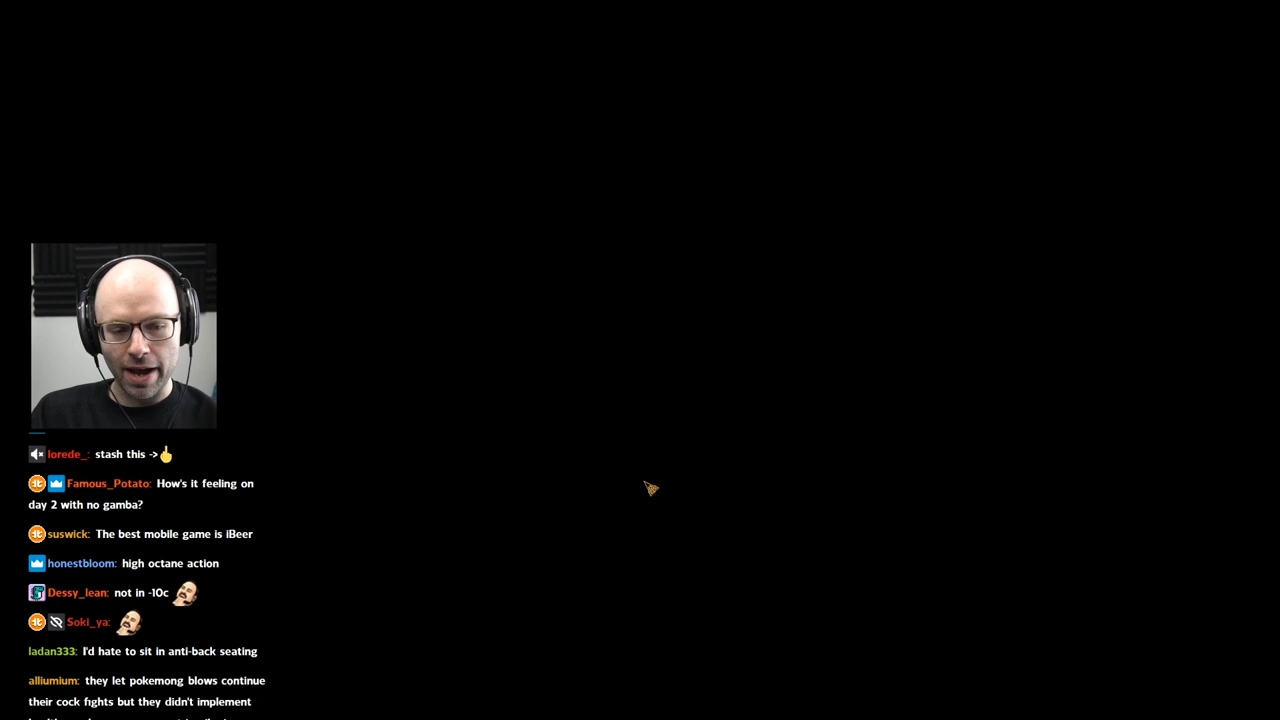 lorede_: stash this ->👆
Famous_Potato: How's it feeling on
day 2 with no gamba?
suswick: The best mobile game is iBeer
honestbloom: high octane action
Dessy_lean: not in -10c
Soki_ya:
ladan333: I'd hate to sit in anti-back seating
alliumium: they let pokemong blows continue
their cock fights but they didn't implement